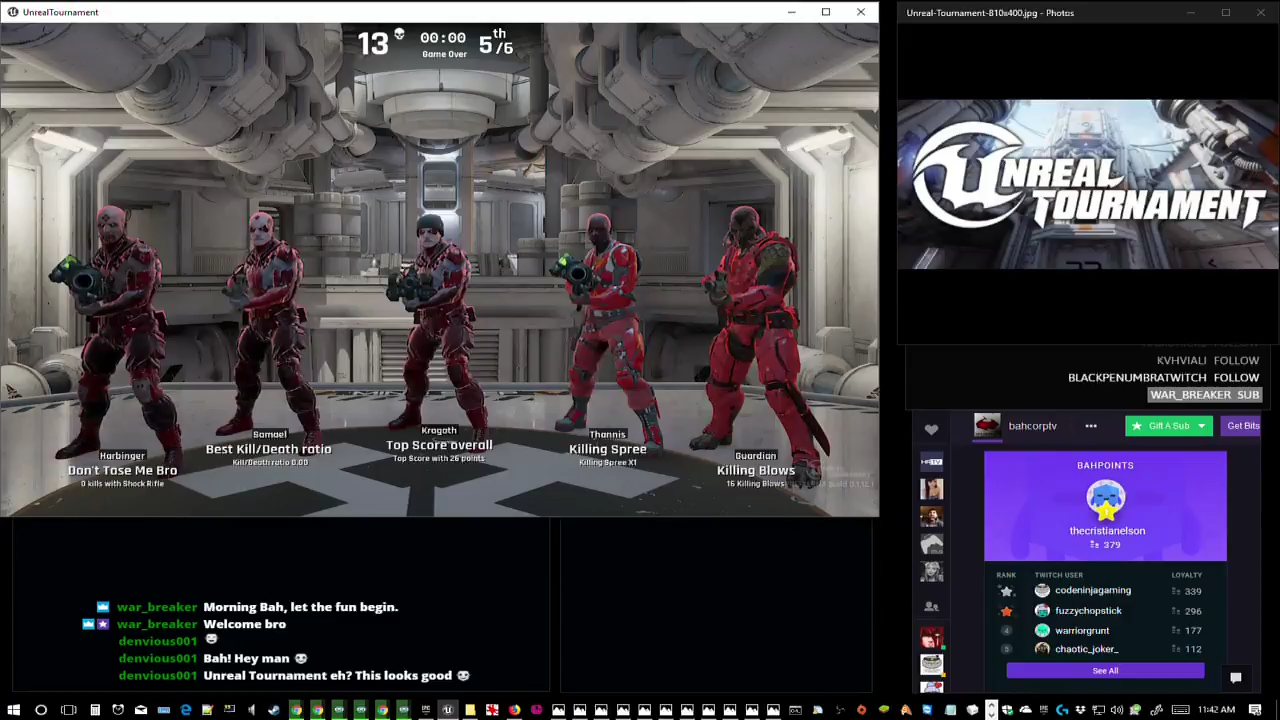 UnrealTournament
13
00:00
Game Over
5th/6
Harbinger
Don't Tase Me Bro
0 kills with Shock Rifle
Samael
Best Kill/Death ratio
Kill/Death ratio 0.00
Kragoth
Top Score overall
Top Score with 26 points
Thannis
Killing Spree
Killing Spree X1
Guardian
Killing Blows
16 Killing Blows
war_breaker Morning Bah, let the fun begin.
war_breaker Welcome bro
denvious001
denvious001 Bah! Hey man
denvious001 Unreal Tournament eh? This looks good
Unreal-Tournament-810x400.jpg - Photos
UNREAL
TOURNAMENT
KVHVIALI FOLLOW
BLACKPENUMBRATWITCH FOLLOW
WAR_BREAKER SUB
bahcorptv
Gift A Sub
Get Bits
BAHPOINTS
thecristianelson
379
RANK TWITCH USER LOYALTY
codeninjagaming 339
fuzzychopstick 296
4 warriorgrunt 177
5 chaotic_joker_ 112
See All
11:42 AM